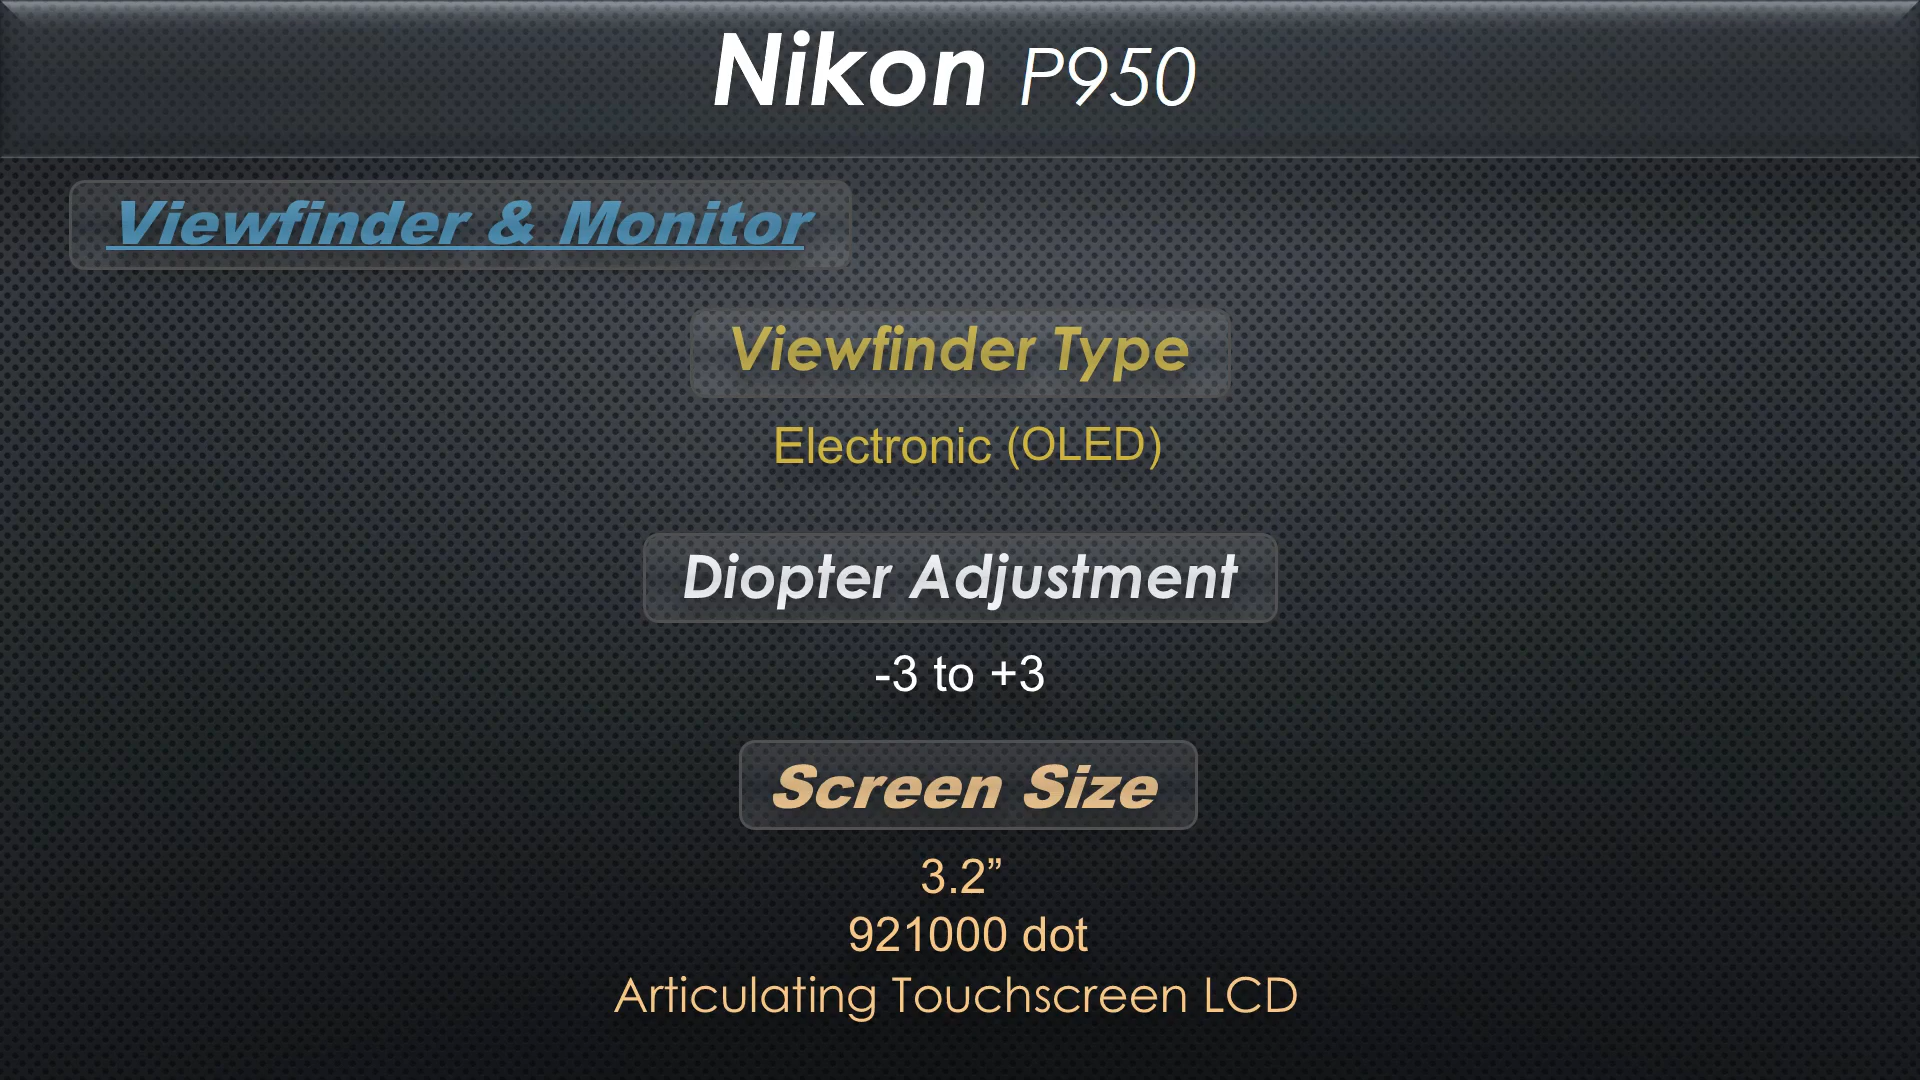 Nikon P950
Viewfinder & Monitor
Viewfinder Type
Electronic (OLED)
Diopter Adjustment
-3 to +3
Screen Size
3.2”
921000 dot
Articulating Touchscreen LCD